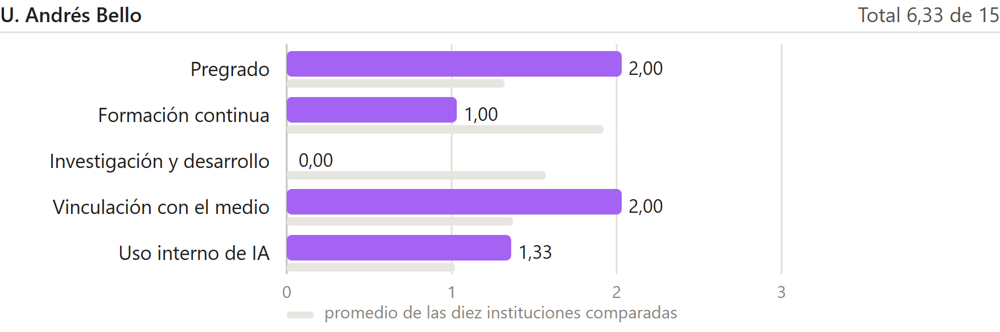 U. Andrés Bello
Total 6,33 de 15
Pregrado
2,00
Formación continua
1,00
Investigación y desarrollo
0,00
Vinculación con el medio
2,00
Uso interno de IA
1,33
0 1 2 3
promedio de las diez instituciones comparadas